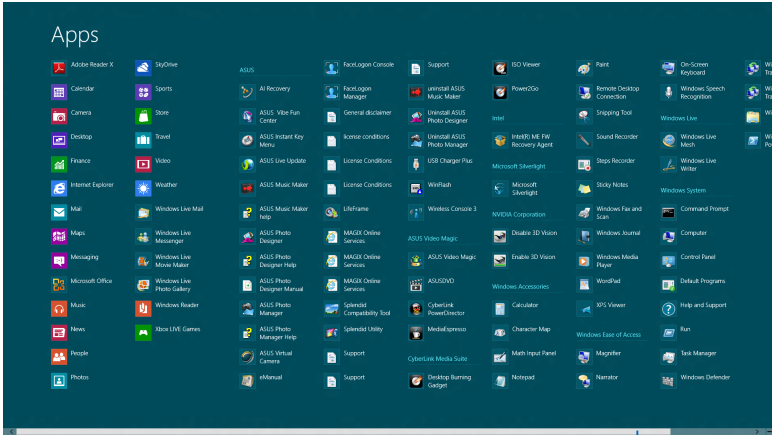 Apps
Adobe Reader X
Calendar
Camera
Desktop
Finance
Internet Explorer
Mail
Maps
Messaging
Microsoft Office
Music
News
People
Photos
SkyDrive
Sports
Store
Travel
Video
Weather
Windows Live Mail
Windows Live
Messenger
Windows Live
Movie Maker
Windows Live
Photo Gallery
Windows Reader
Xbox LIVE Games
ASUS
AI Recovery
ASUS Vibe Fun
Center
ASUS Instant Key
Menu
ASUS Live Update
ASUS Music Maker
ASUS Music Maker
help
ASUS Photo
Designer
ASUS Photo
Designer Help
ASUS Photo
Designer Manual
ASUS Photo
Manager
ASUS Photo
Manager Help
ASUS Virtual
Camera
eManual
FaceLogon Console
FaceLogon
Manager
General disclaimer
license conditions.
License Conditions
License Conditions
LifeFrame
MAGIX Online
Services
MAGIX Online
Services
MAGIX Online
Services
Splendid
Compatibility Tool
Splendid Utility
Support
Support
Support
uninstall ASUS
Music Maker
Uninstall ASUS
Photo Designer
Uninstall ASUS
Photo Manager
USB Charger Plus
WinFlash
Wireless Console 3
ASUS Video Magic
ASUS Video Magic
ASUSDVD
CyberLink
PowerDirector
MediaEspresso
CyberLink Media Suite
Desktop Burning
Gadget
ISO Viewer
Power2Go
Intel
Intel(R) ME FW
Recovery Agent
Microsoft Silverlight
Microsoft
Silverlight
NVIDIA Corporation
Disable 3D Vision
Enable 3D Vision
Windows Accessories
Calculator
Character Map
Math Input Panel
Notepad
Paint
Remote Desktop
Connection
Snipping Tool
Sound Recorder
Steps Recorder
Sticky Notes
Windows Fax and
Scan
Windows Journal
Windows Media
Player
WordPad
XPS Viewer
Windows Ease of Access
Magnifier
Narrator
On-Screen
Keyboard
Windows Speech
Recognition
Windows Live
Windows Live
Mesh
Windows Live
Writer
Windows System
Command Prompt
Computer
Control Panel
Default Programs
Help and Support
Run
Task Manager
Windows Defender